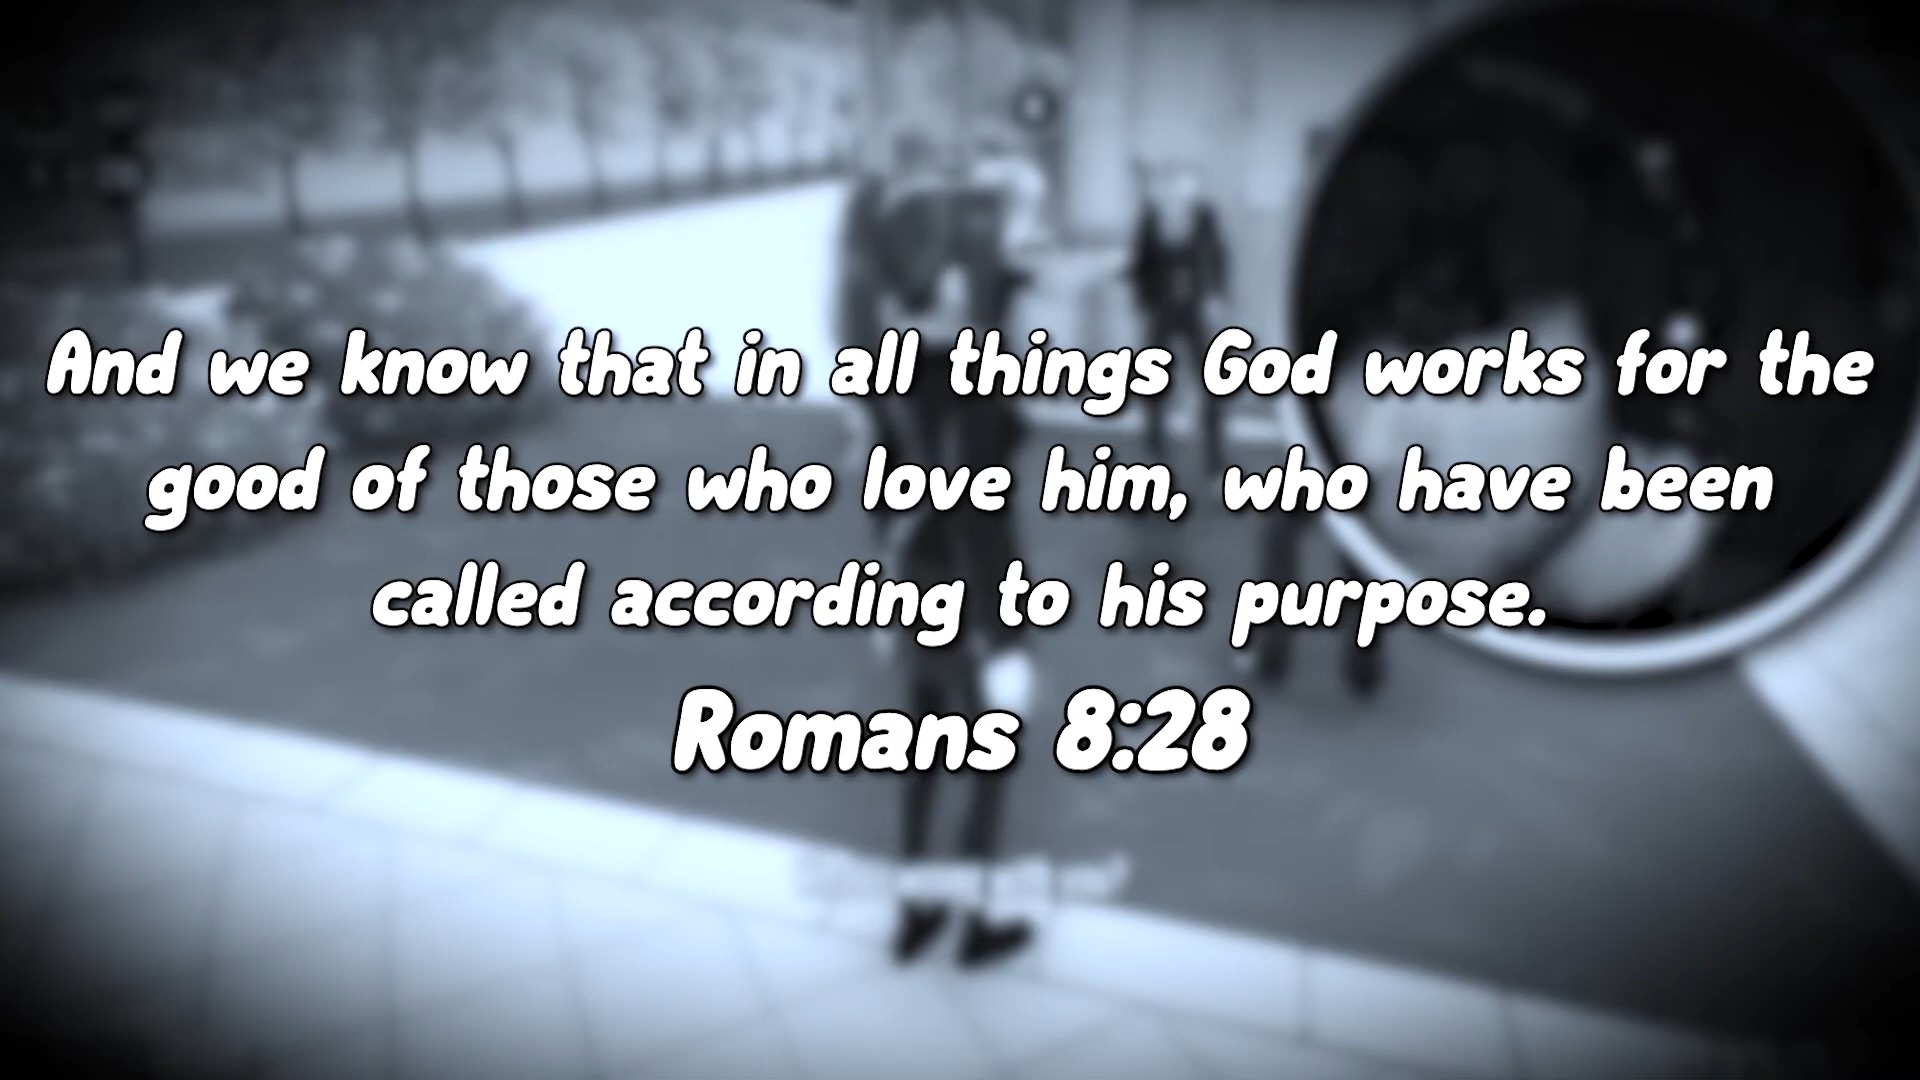 And we know that in all things God works for the
good of those who love him, who have been
called according to his purpose.
Romans 8:28